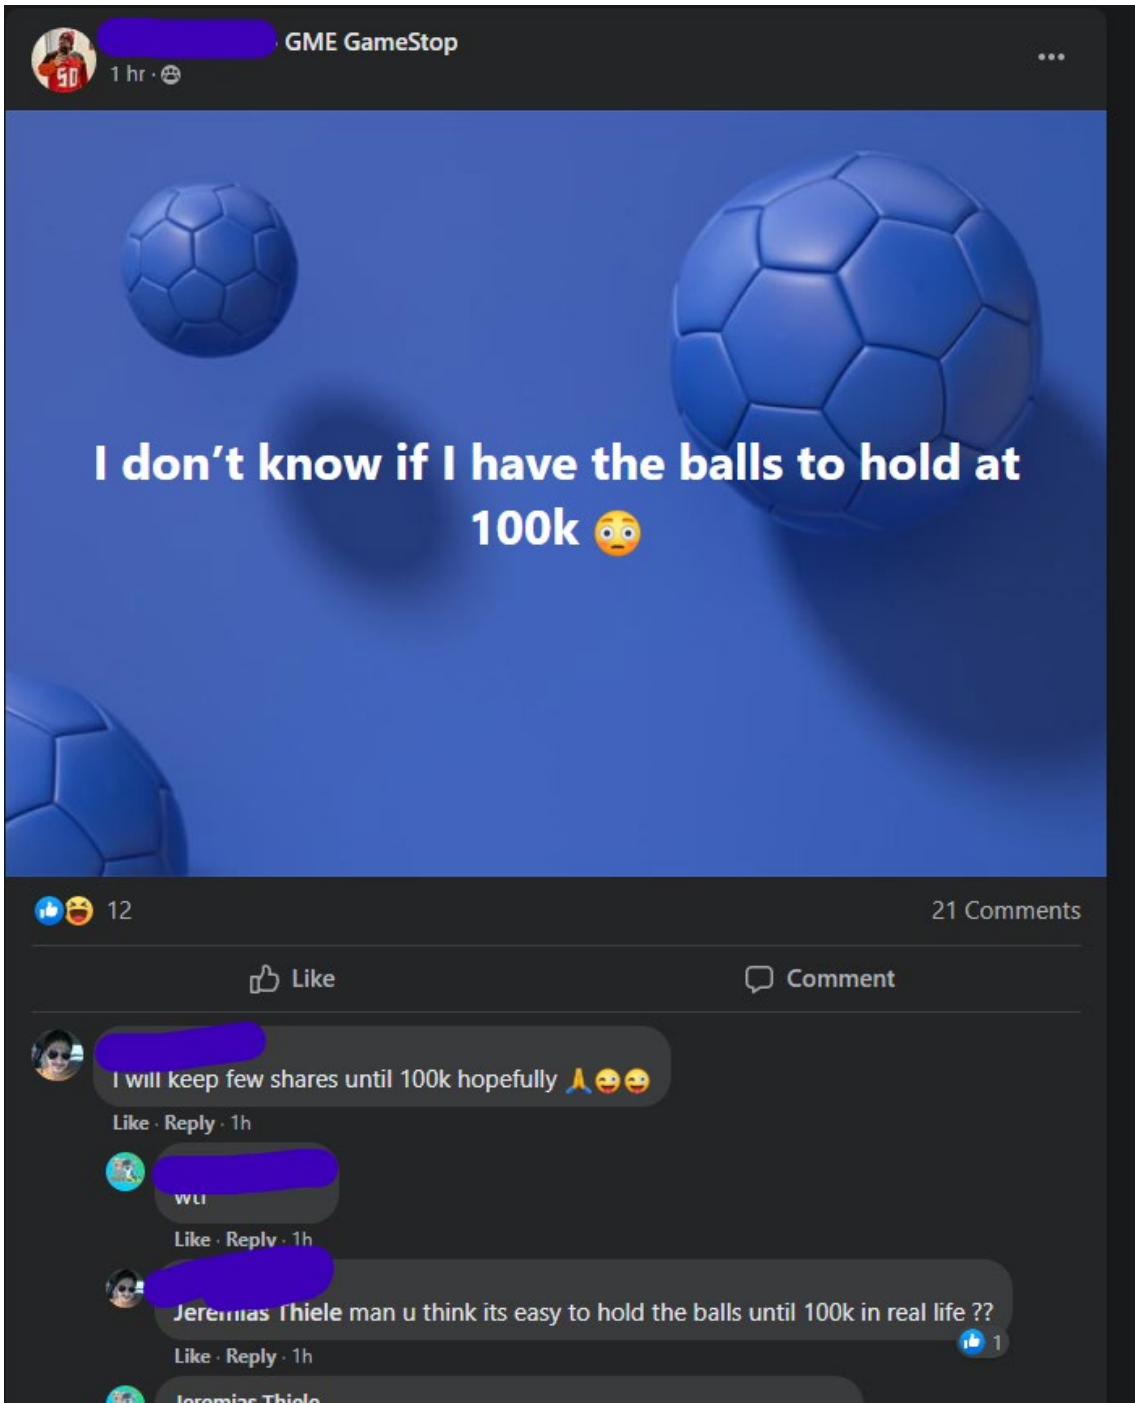 GME GameStop
1 hr ·
I don't know if I have the balls to hold at
100k 😳
12
21 Comments
Like
Comment
I will keep few shares until 100k hopefully 🙏😜😜
Like · Reply · 1h
Like · Reply · 1h
Jeremias Thiele man u think its easy to hold the balls until 100k in real life ??
1
Like · Reply · 1h
Jeremias Thiele